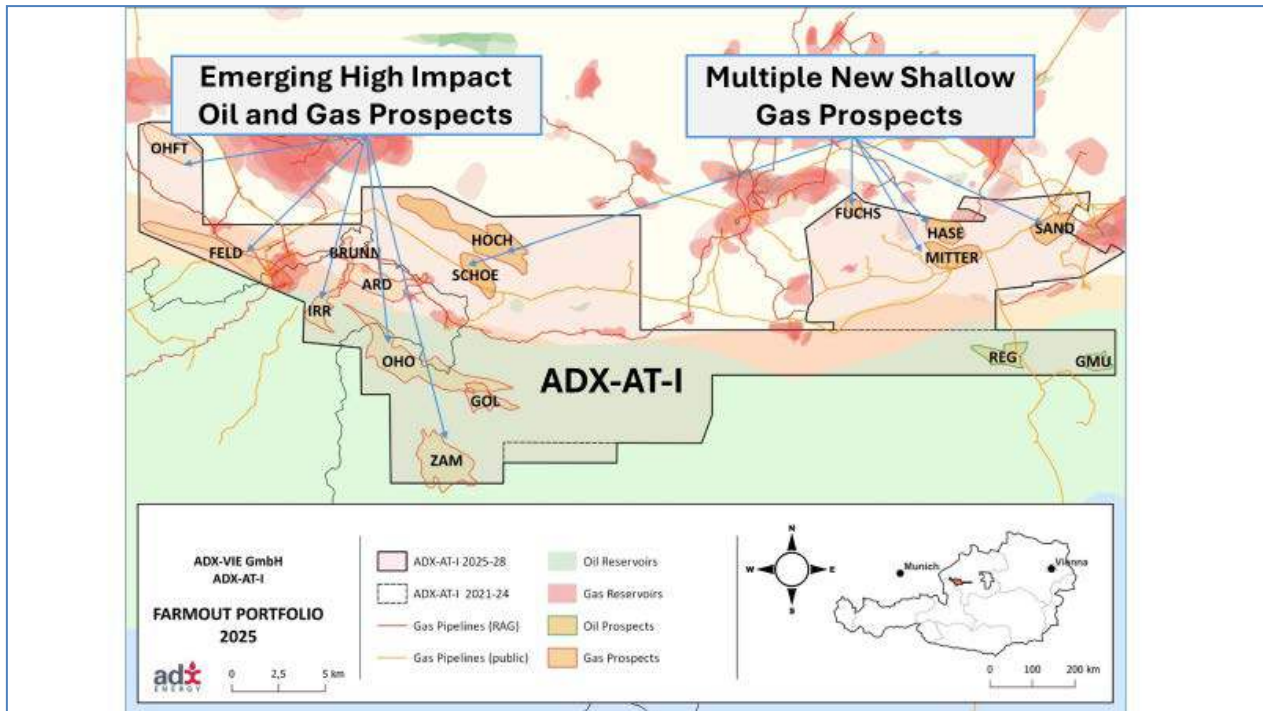 Emerging High Impact
Oil and Gas Prospects
Multiple New Shallow
Gas Prospects
OHFT
FUCHS
HASE
SAND
FELD
BRUNN
HOCH
MITTER
SCHOE
ARD
IRR
OHO
ADX-AT-I
REG
GMU
GOL
ZAM
ADX-VIE GmbH
ADX-AT-I
FARMOUT PORTFOLIO
2025
adx
ENERGY
0 2,5 5 km
ADX-AT-I 2025-28
ADX-AT-I 2021-24
Gas Pipelines (RAG)
Gas Pipelines (public)
Oil Reservoirs
Gas Reservoirs
Oil Prospects
Gas Prospects
N
W E
S
Munich
Vienna
0 100 200 km